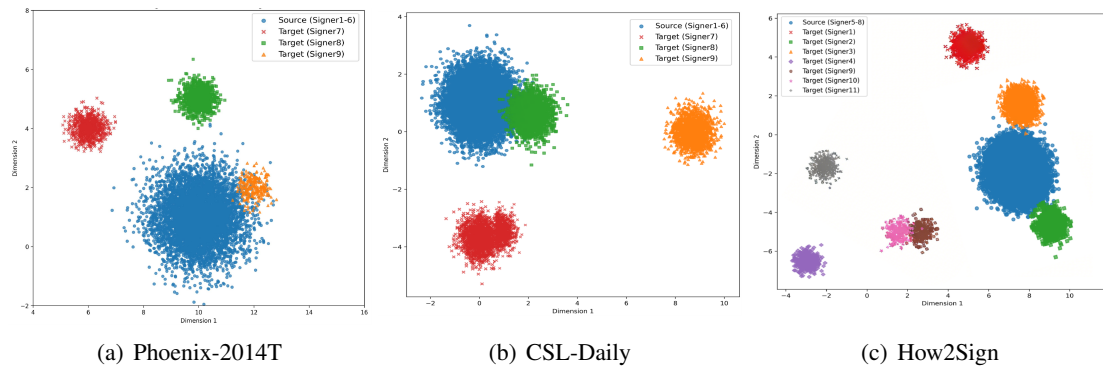 8
6
4
2
0
−2
4
6
8
10
12
14
16
Dimension 2
Dimension 1
Source (Signer1-6)
Target (Signer7)
Target (Signer8)
Target (Signer9)
(a) Phoenix-2014T
4
2
0
−2
−4
−2
0
2
4
6
8
10
Dimension 2
Dimension 1
Source (Signer1-6)
Target (Signer7)
Target (Signer8)
Target (Signer9)
(b) CSL-Daily
6
4
2
0
−2
−4
−6
−4
−2
0
2
4
6
8
10
Dimension 2
Dimension 1
Source (Signer5-8)
Target (Signer1)
Target (Signer2)
Target (Signer3)
Target (Signer4)
Target (Signer9)
Target (Signer10)
Target (Signer11)
(c) How2Sign